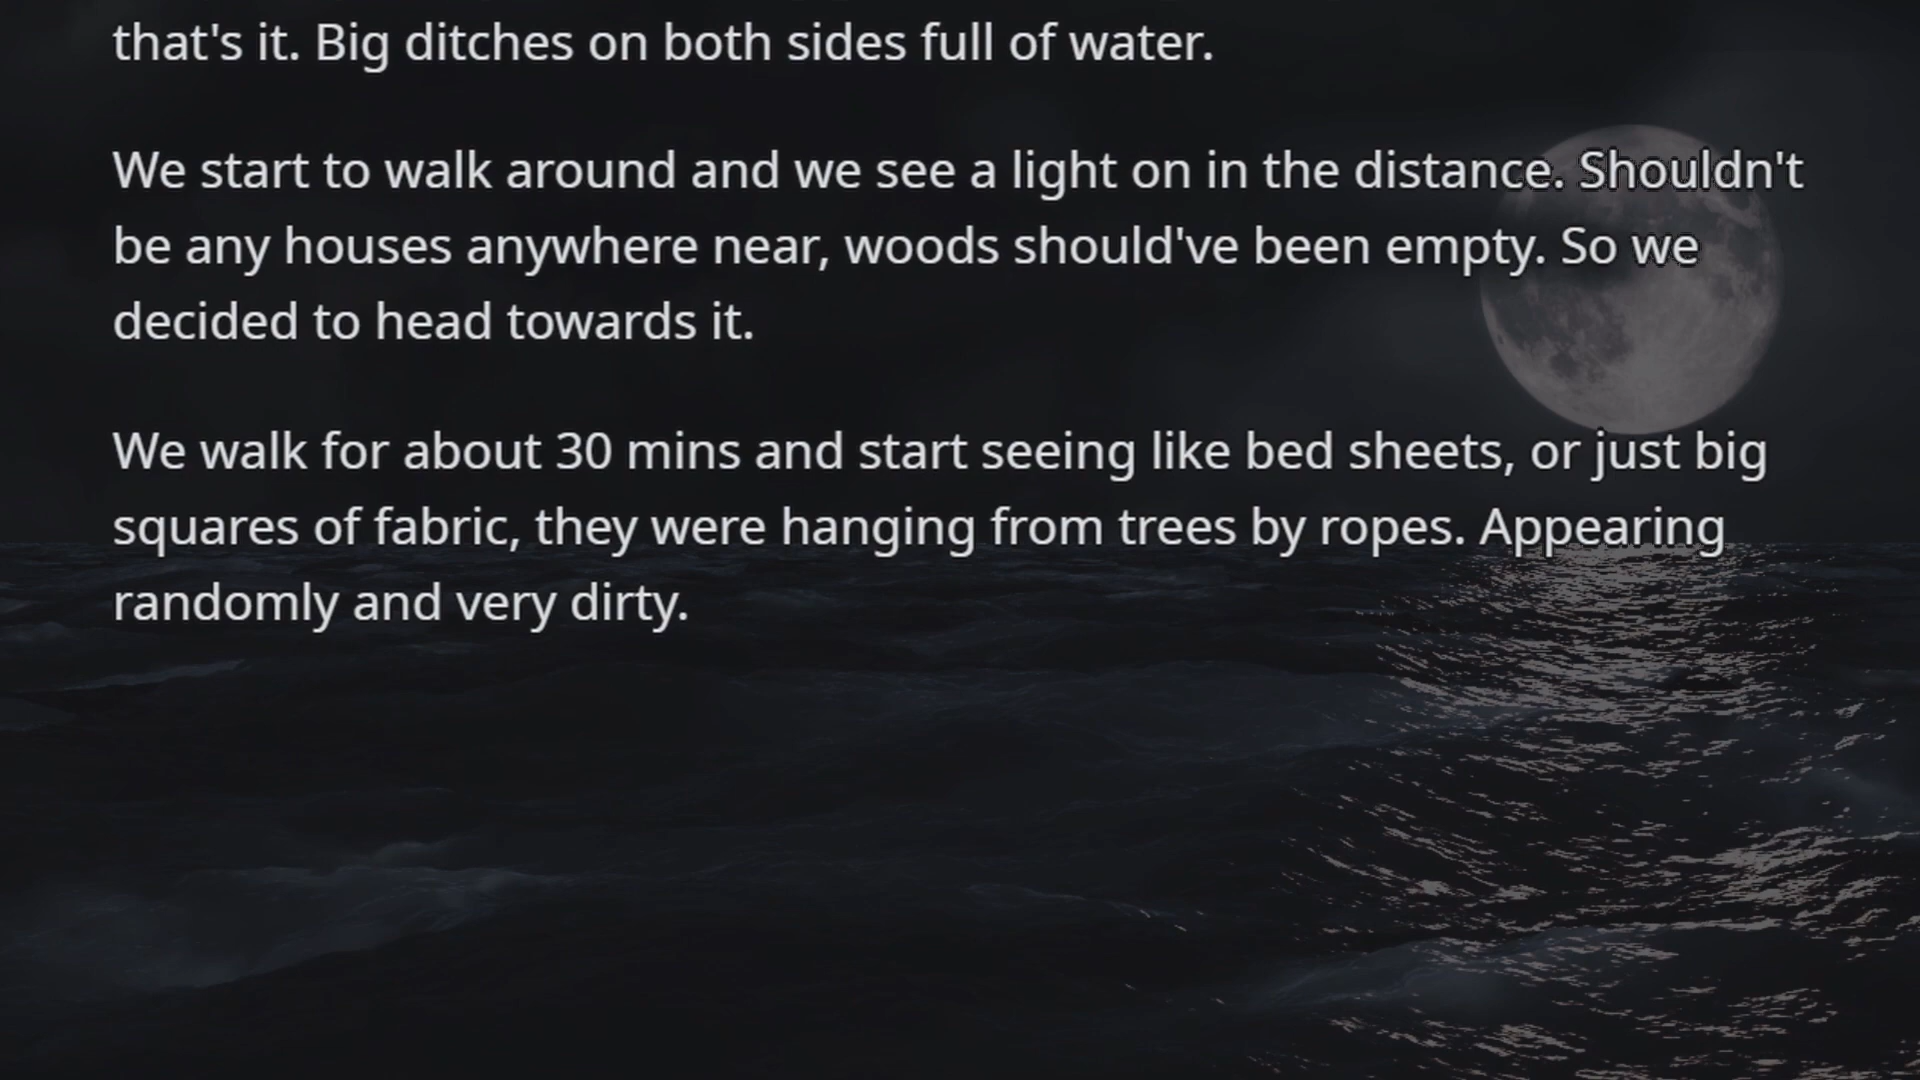 that's it. Big ditches on both sides full of water.
We start to walk around and we see a light on in the distance. Shouldn't
be any houses anywhere near, woods should've been empty. So we
decided to head towards it.
We walk for about 30 mins and start seeing like bed sheets, or just big
squares of fabric, they were hanging from trees by ropes. Appearing
randomly and very dirty.